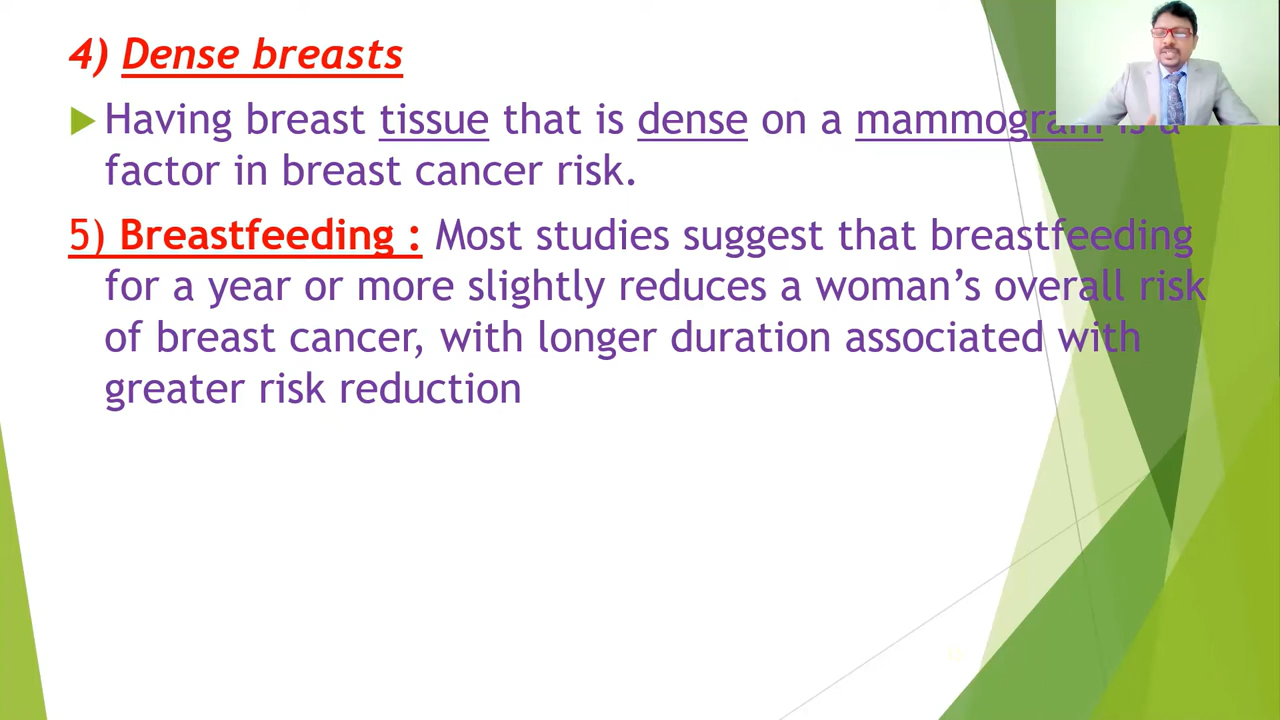 4) Dense breasts
Having breast tissue that is dense on a mammogram is a
factor in breast cancer risk.
5) Breastfeeding : Most studies suggest that breastfeeding
for a year or more slightly reduces a woman’s overall risk
of breast cancer, with longer duration associated with
greater risk reduction